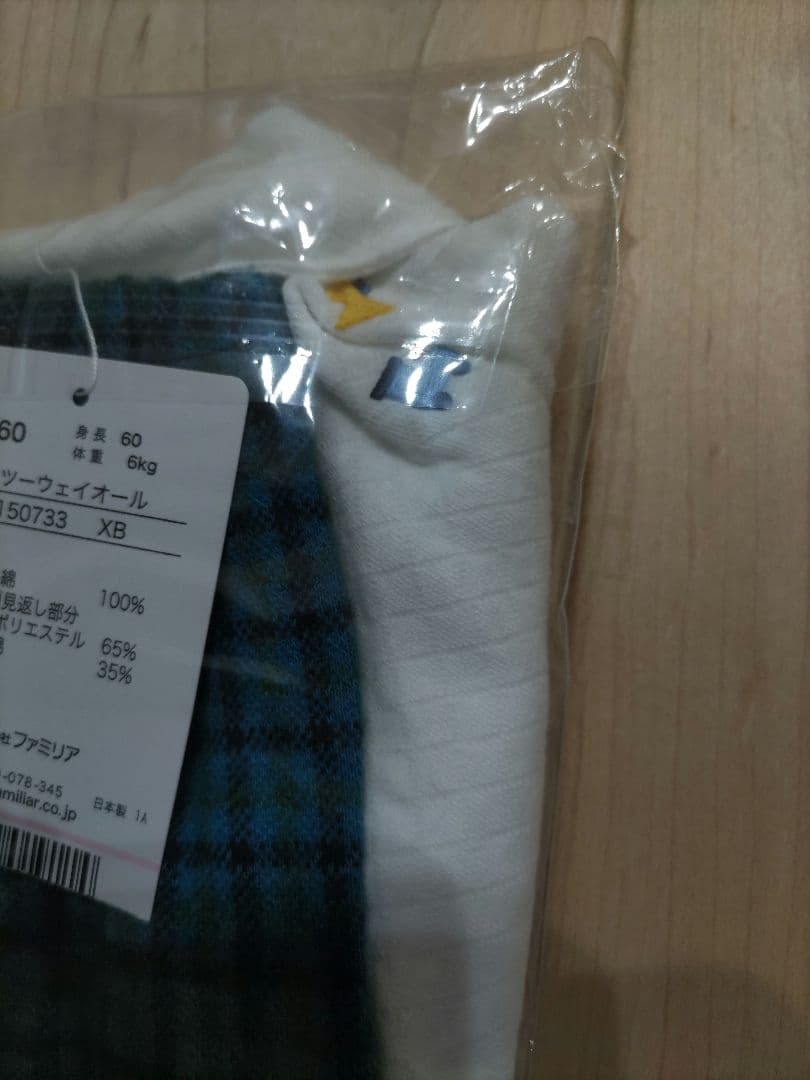 60 身長 60
体重 6kg
ツーウェイオール
150733 XB
綿 100%
見返し部分
ポリエステル 65%
綿 35%
ファミリア
-078-345
amiliar.co.jp 日本製 1A